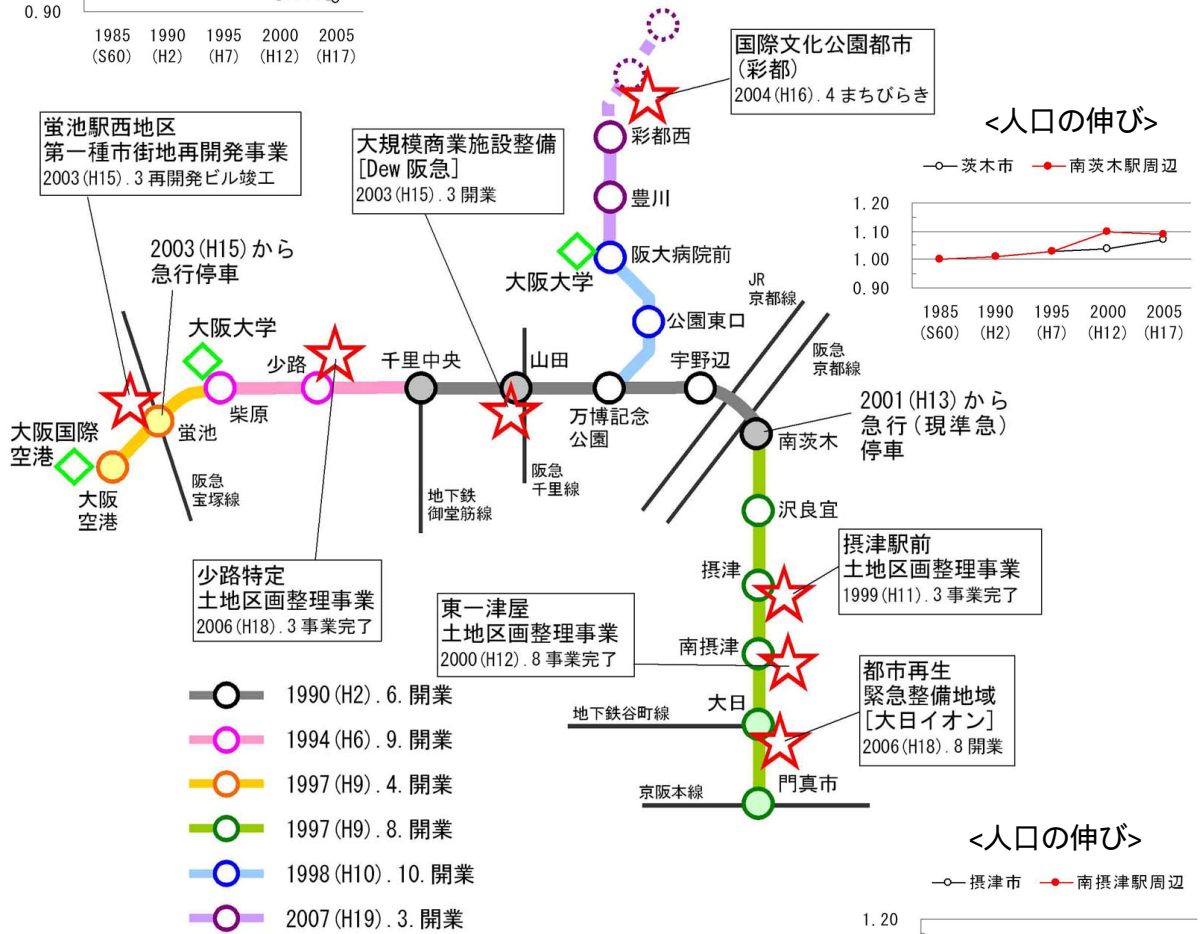 0.90
1985
(S60)
1990
(H2)
1995
(H7)
2000
(H12)
2005
(H17)
国際文化公園都市
(彩都)
2004(H16).4 まちびらき
蛍池駅西地区
第一種市街地再開発事業
2003(H15).3 再開発ビル竣工
大規模商業施設整備
[Dew 阪急]
2003(H15).3 開業
<人口の伸び>
茨木市
南茨木駅周辺
1.20
1.10
1.00
0.90
1985
(S60)
1990
(H2)
1995
(H7)
2000
(H12)
2005
(H17)
彩都西
豊川
阪大病院前
大阪大学
公園東口
2003(H15)から
急行停車
JR
京都線
阪急
京都線
大阪大学
少路
千里中央
山田
宇野辺
柴原
蛍池
万博記念
公園
2001(H13)から
急行(現準急)
停車
南茨木
大阪国際
空港
大阪
空港
阪急
宝塚線
地下鉄
御堂筋線
阪急
千里線
沢良宜
摂津駅前
土地区画整理事業
1999(H11).3 事業完了
摂津
少路特定
土地区画整理事業
2006(H18).3 事業完了
東一津屋
土地区画整理事業
2000(H12).8 事業完了
南摂津
都市再生
緊急整備地域
[大日イオン]
2006(H18).8 開業
大日
地下鉄谷町線
門真市
京阪本線
1990(H2).6.開業
1994(H6).9.開業
1997(H9).4.開業
1997(H9).8.開業
1998(H10).10.開業
2007(H19).3.開業
<人口の伸び>
摂津市
南摂津駅周辺
1.20